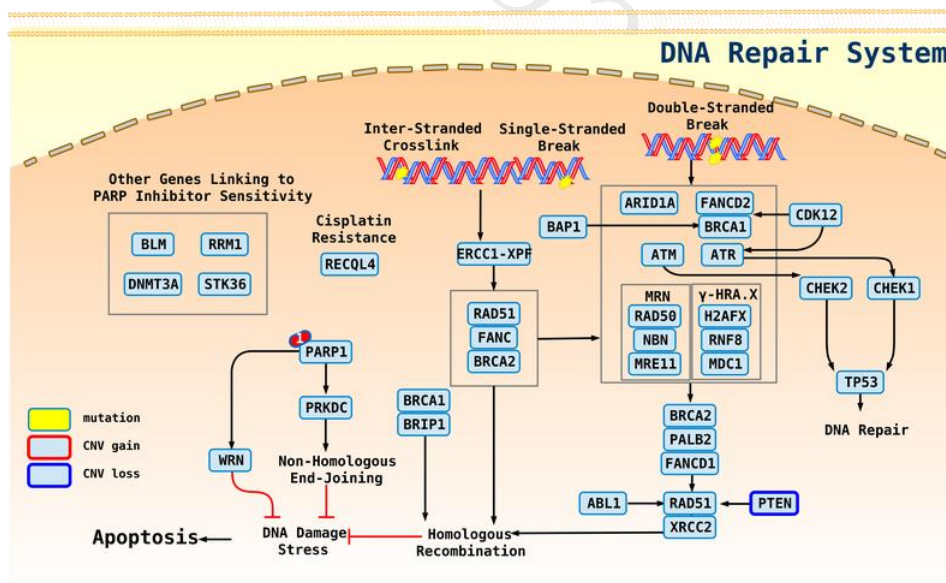 DNA Repair System
Double-Stranded
Break
Inter-Stranded
Crosslink
Single-Stranded
Break
Other Genes Linking to
PARP Inhibitor Sensitivity
BLM
RRM1
DNMT3A
STK36
Cisplatin
Resistance
RECQL4
ERCC1-XPF
BAP1
ARID1A
FANCD2
BRCA1
CDK12
ATM
ATR
CHEK2
CHEK1
MRN
RAD50
NBN
MRE11
γ-HRA.X
H2AFX
RNF8
MDC1
RAD51
FANC
BRCA2
TP53
DNA Repair
PARP1
PRKDC
Non-Homologous
End-Joining
WRN
BRCA1
BRIP1
BRCA2
PALB2
FANCD1
ABL1
RAD51
PTEN
XRCC2
mutation
CNV gain
CNV loss
Apoptosis
DNA Damage
Stress
Homologous
Recombination